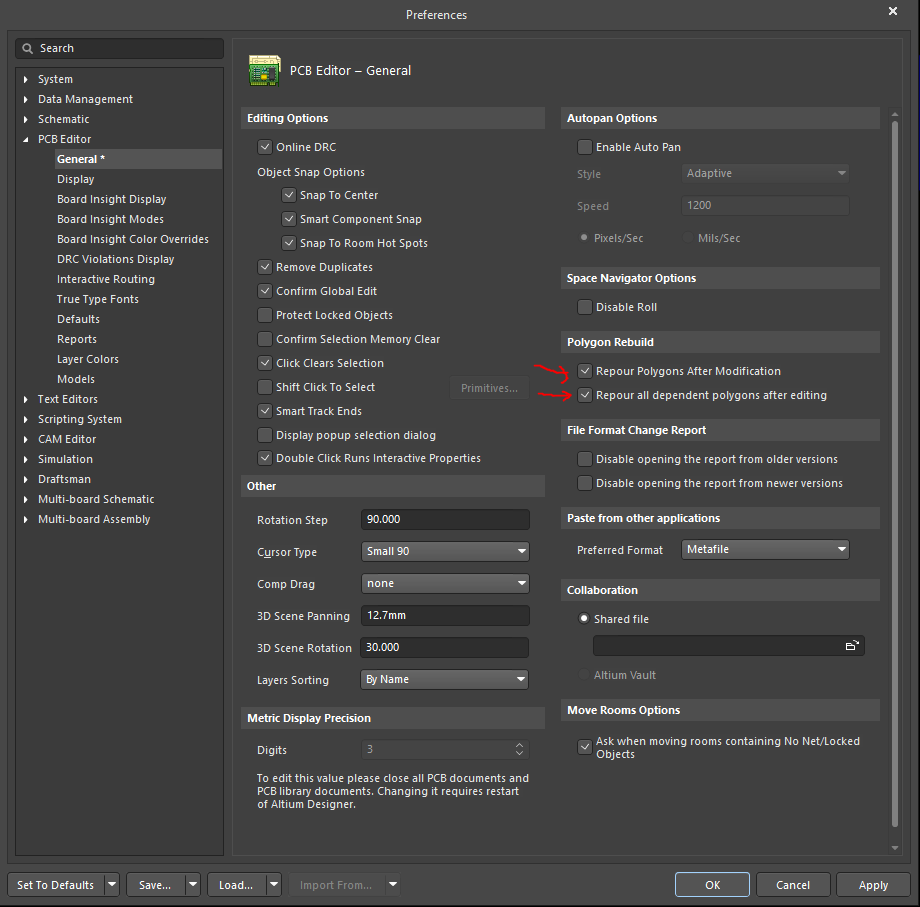 Preferences
Search
System
Data Management
Schematic
PCB Editor
General *
Display
Board Insight Display
Board Insight Modes
Board Insight Color Overrides
DRC Violations Display
Interactive Routing
True Type Fonts
Defaults
Reports
Layer Colors
Models
Text Editors
Scripting System
CAM Editor
Simulation
Draftsman
Multi-board Schematic
Multi-board Assembly
PCB Editor – General
Editing Options
Online DRC
Object Snap Options
Snap To Center
Smart Component Snap
Snap To Room Hot Spots
Remove Duplicates
Confirm Global Edit
Protect Locked Objects
Confirm Selection Memory Clear
Click Clears Selection
Shift Click To Select
Primitives...
Smart Track Ends
Display popup selection dialog
Double Click Runs Interactive Properties
Other
Rotation Step 90.000
Cursor Type Small 90
Comp Drag none
3D Scene Panning 12.7mm
3D Scene Rotation 30.000
Layers Sorting By Name
Metric Display Precision
Digits 3
To edit this value please close all PCB documents and
PCB library documents. Changing it requires restart
of Altium Designer.
Autopan Options
Enable Auto Pan
Style Adaptive
Speed 1200
Pixels/Sec Mils/Sec
Space Navigator Options
Disable Roll
Polygon Rebuild
Repour Polygons After Modification
Repour all dependent polygons after editing
File Format Change Report
Disable opening the report from older versions
Disable opening the report from newer versions
Paste from other applications
Preferred Format Metafile
Collaboration
Shared file
Altium Vault
Move Rooms Options
Ask when moving rooms containing No Net/Locked
Objects
Set To Defaults Save... Load... Import From... OK Cancel Apply